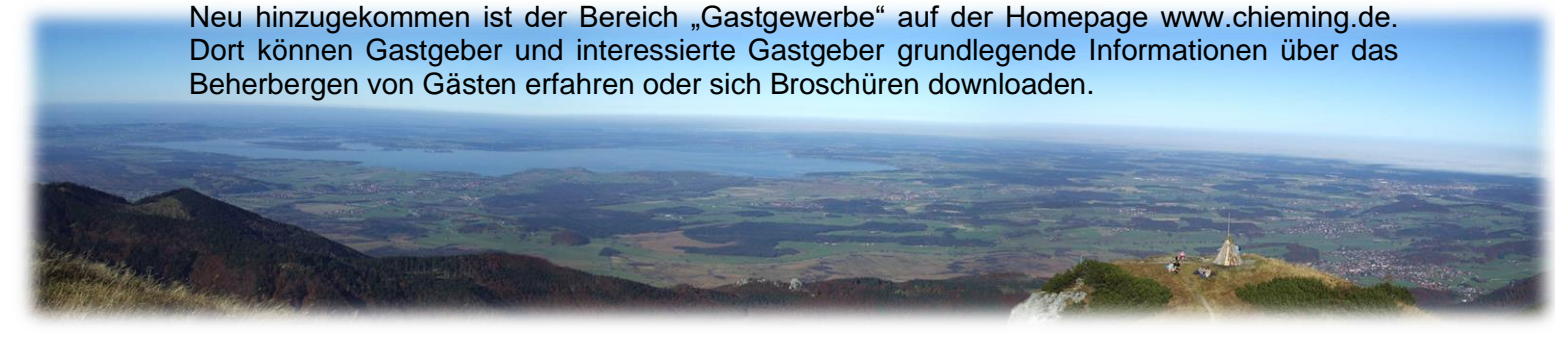 Neu hinzugekommen ist der Bereich „Gastgewerbe“ auf der Homepage www.chieming.de.
Dort können Gastgeber und interessierte Gastgeber grundlegende Informationen über das
Beherbergen von Gästen erfahren oder sich Broschüren downloaden.